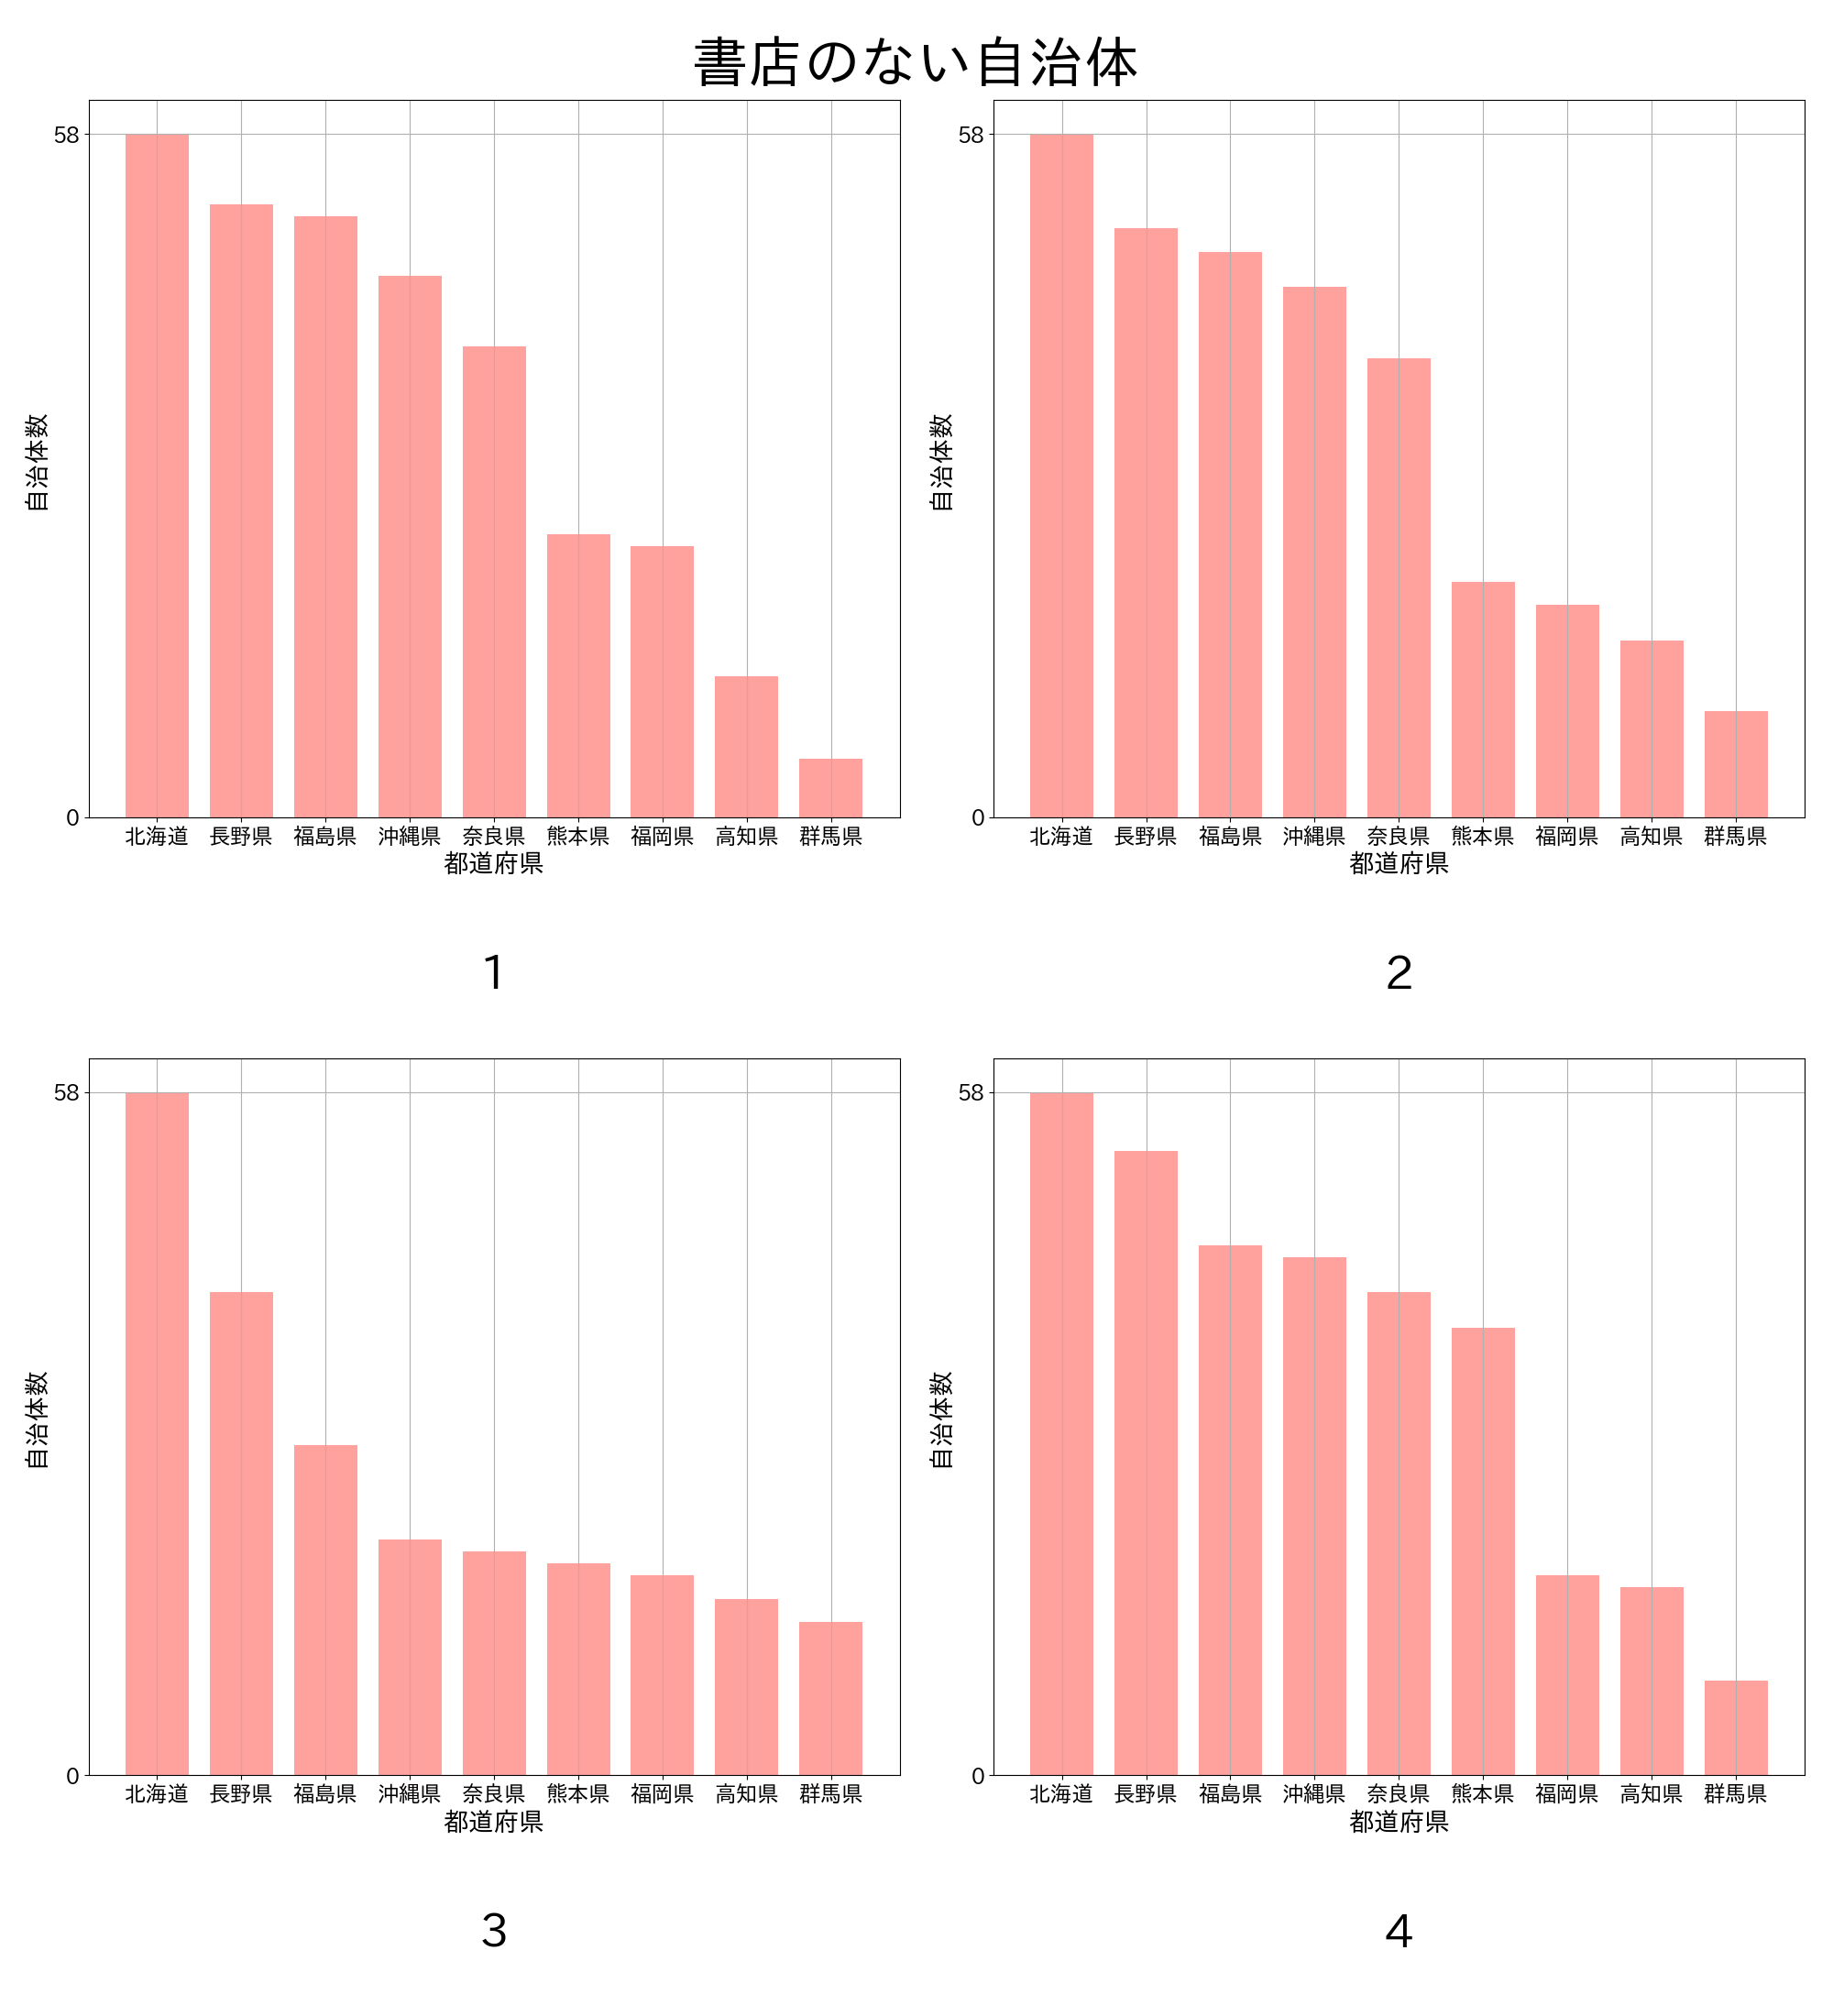 書店のない自治体
58
0
自治体数
北海道 長野県 福島県 沖縄県 奈良県 熊本県 福岡県 高知県 群馬県
都道府県
1
58
0
自治体数
北海道 長野県 福島県 沖縄県 奈良県 熊本県 福岡県 高知県 群馬県
都道府県
2
58
0
自治体数
北海道 長野県 福島県 沖縄県 奈良県 熊本県 福岡県 高知県 群馬県
都道府県
3
58
0
自治体数
北海道 長野県 福島県 沖縄県 奈良県 熊本県 福岡県 高知県 群馬県
都道府県
4